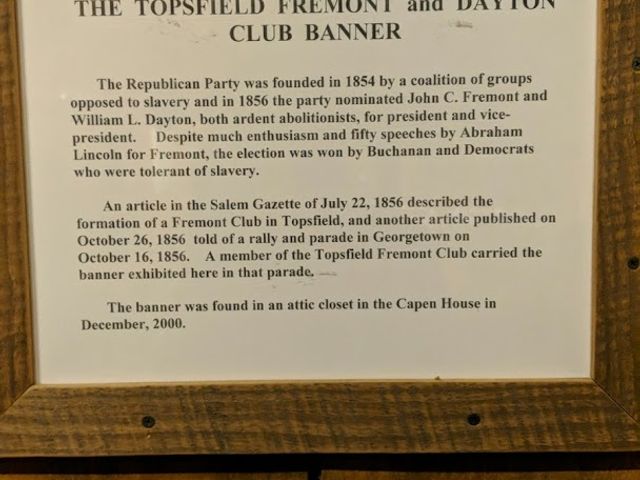 THE TOPSFIELD FREMONT and DAYTON
CLUB BANNER
The Republican Party was founded in 1854 by a coalition of groups
opposed to slavery and in 1856 the party nominated John C. Fremont and
William L. Dayton, both ardent abolitionists, for president and vice-
president. Despite much enthusiasm and fifty speeches by Abraham
Lincoln for Fremont, the election was won by Buchanan and Democrats
who were tolerant of slavery.
An article in the Salem Gazette of July 22, 1856 described the
formation of a Fremont Club in Topsfield, and another article published on
October 26, 1856 told of a rally and parade in Georgetown on
October 16, 1856. A member of the Topsfield Fremont Club carried the
banner exhibited here in that parade.
The banner was found in an attic closet in the Capen House in
December, 2000.